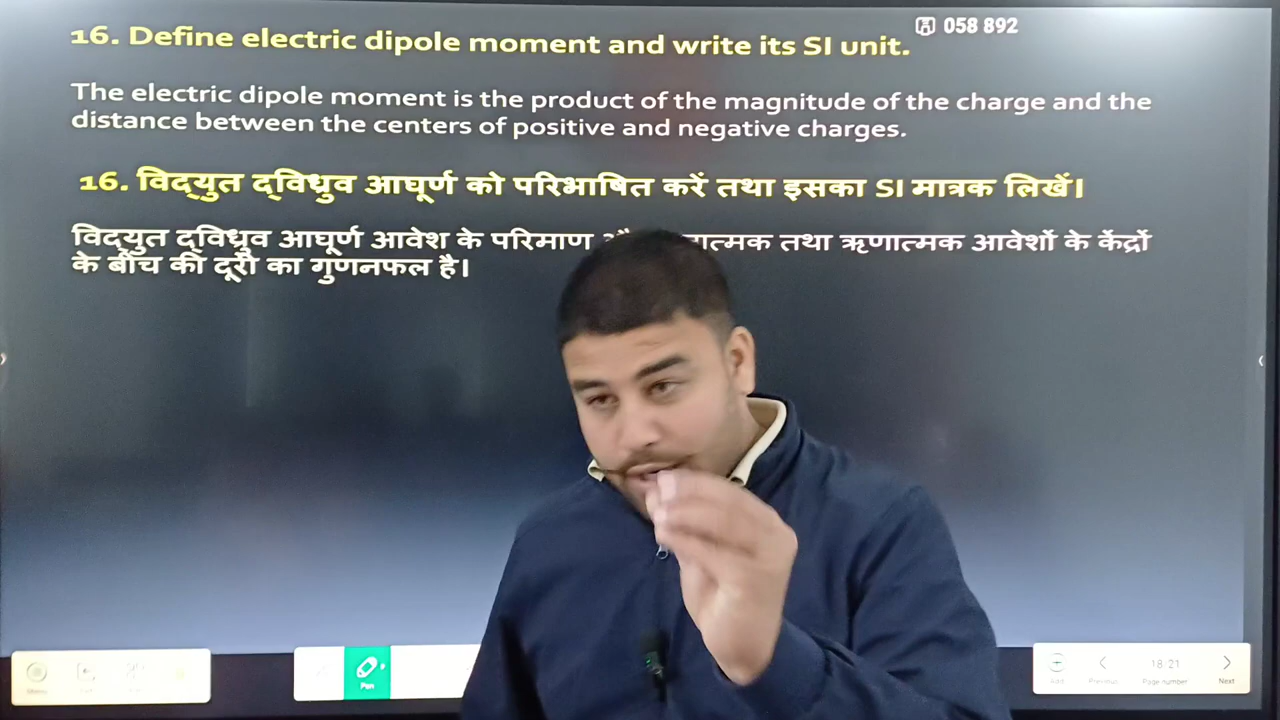 16. Define electric dipole moment and write its SI unit.
058 892
The electric dipole moment is the product of the magnitude of the charge and the
distance between the centers of positive and negative charges.
16. विद्युत द्विध्रुव आघूर्ण को परिभाषित करें तथा इसका SI मात्रक लिखें।
विद्युत द्विध्रुव आघूर्ण आवेश के परिमाण तथा ऋणात्मक आवेशों के केंद्रों
के बीच की दूरी का गुणनफल है।
Pen
18/21
Add Previous Page number Next